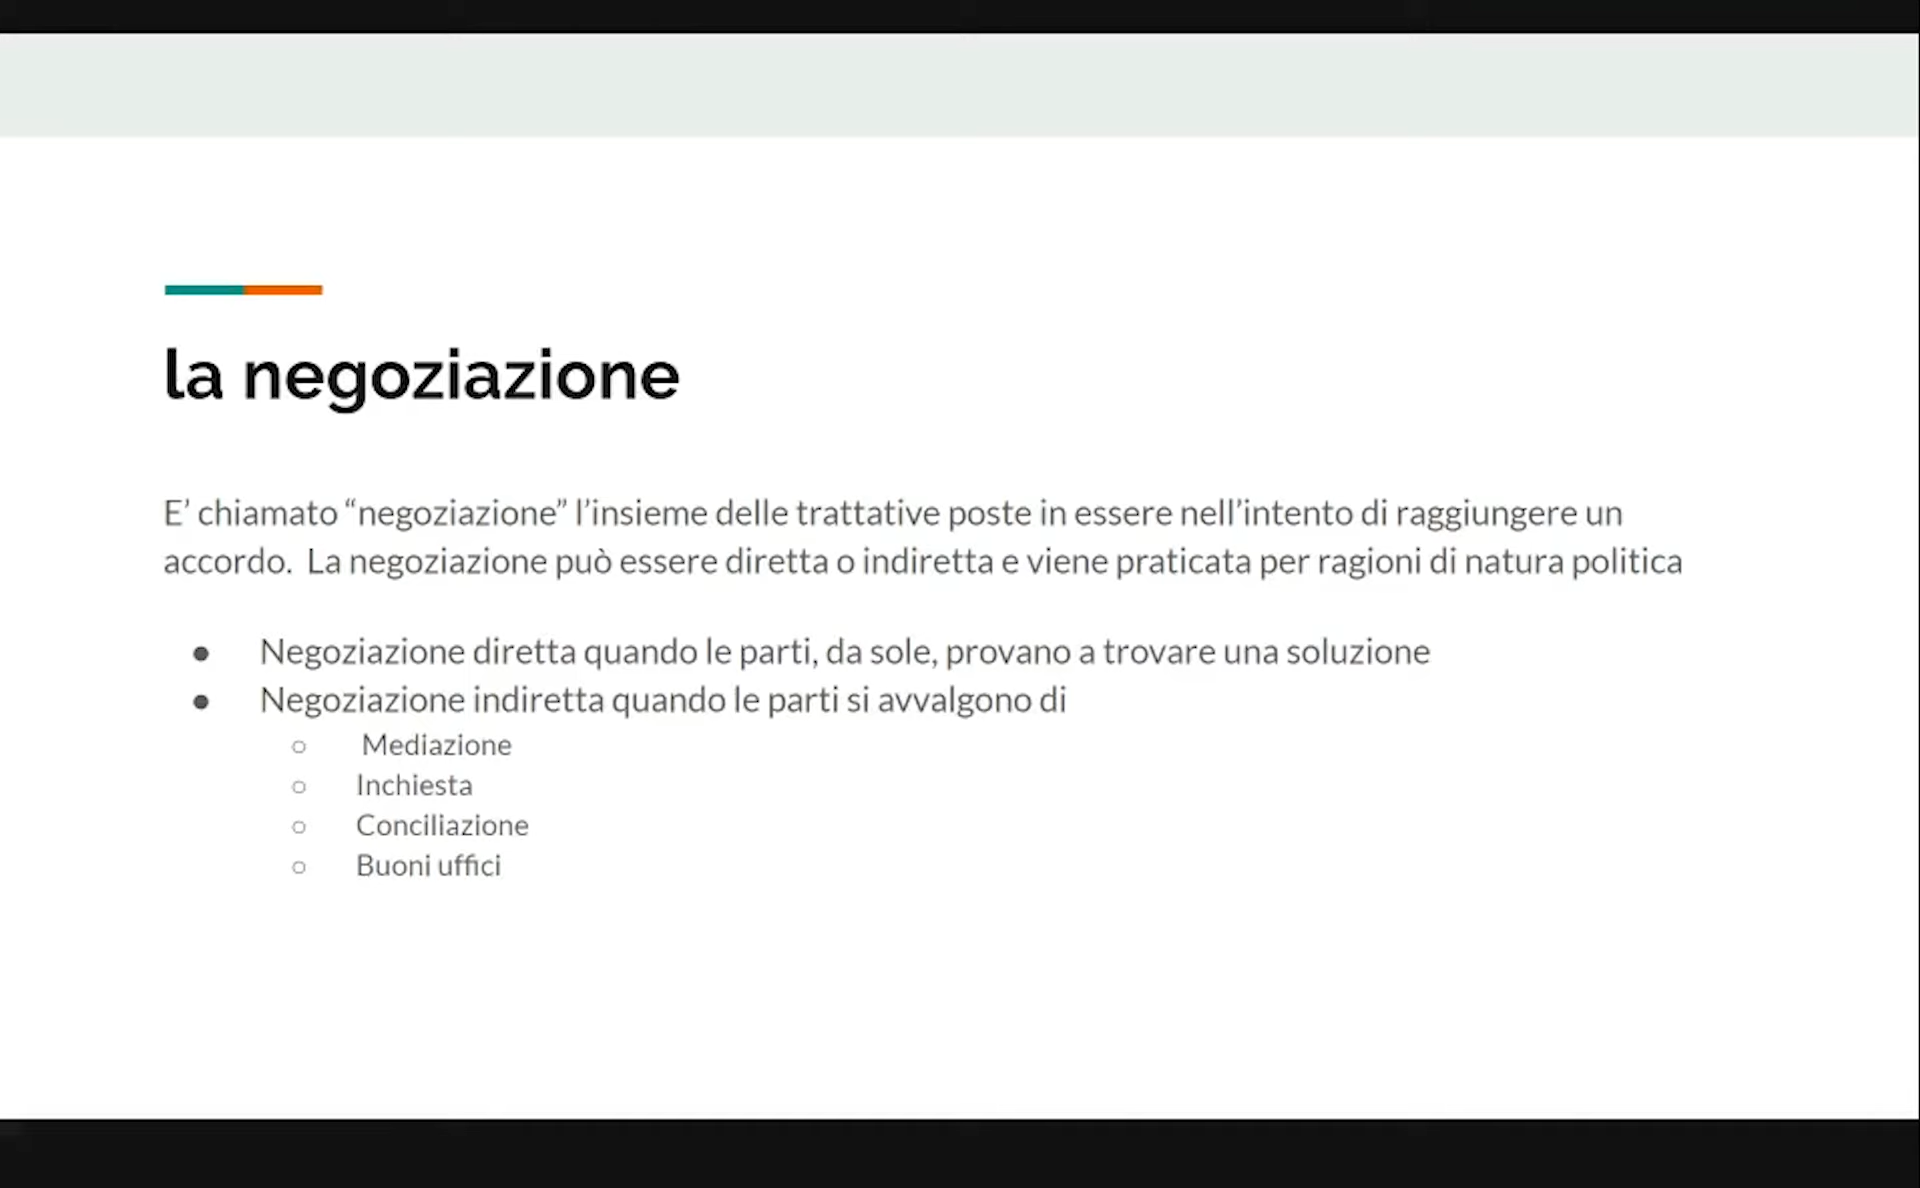 la negoziazione
E’ chiamato “negoziazione” l’insieme delle trattative poste in essere nell’intento di raggiungere un
accordo.  La negoziazione può essere diretta o indiretta e viene praticata per ragioni di natura politica
● Negoziazione diretta quando le parti, da sole, provano a trovare una soluzione
● Negoziazione indiretta quando le parti si avvalgono di
○ Mediazione
○ Inchiesta
○ Conciliazione
○ Buoni uffici